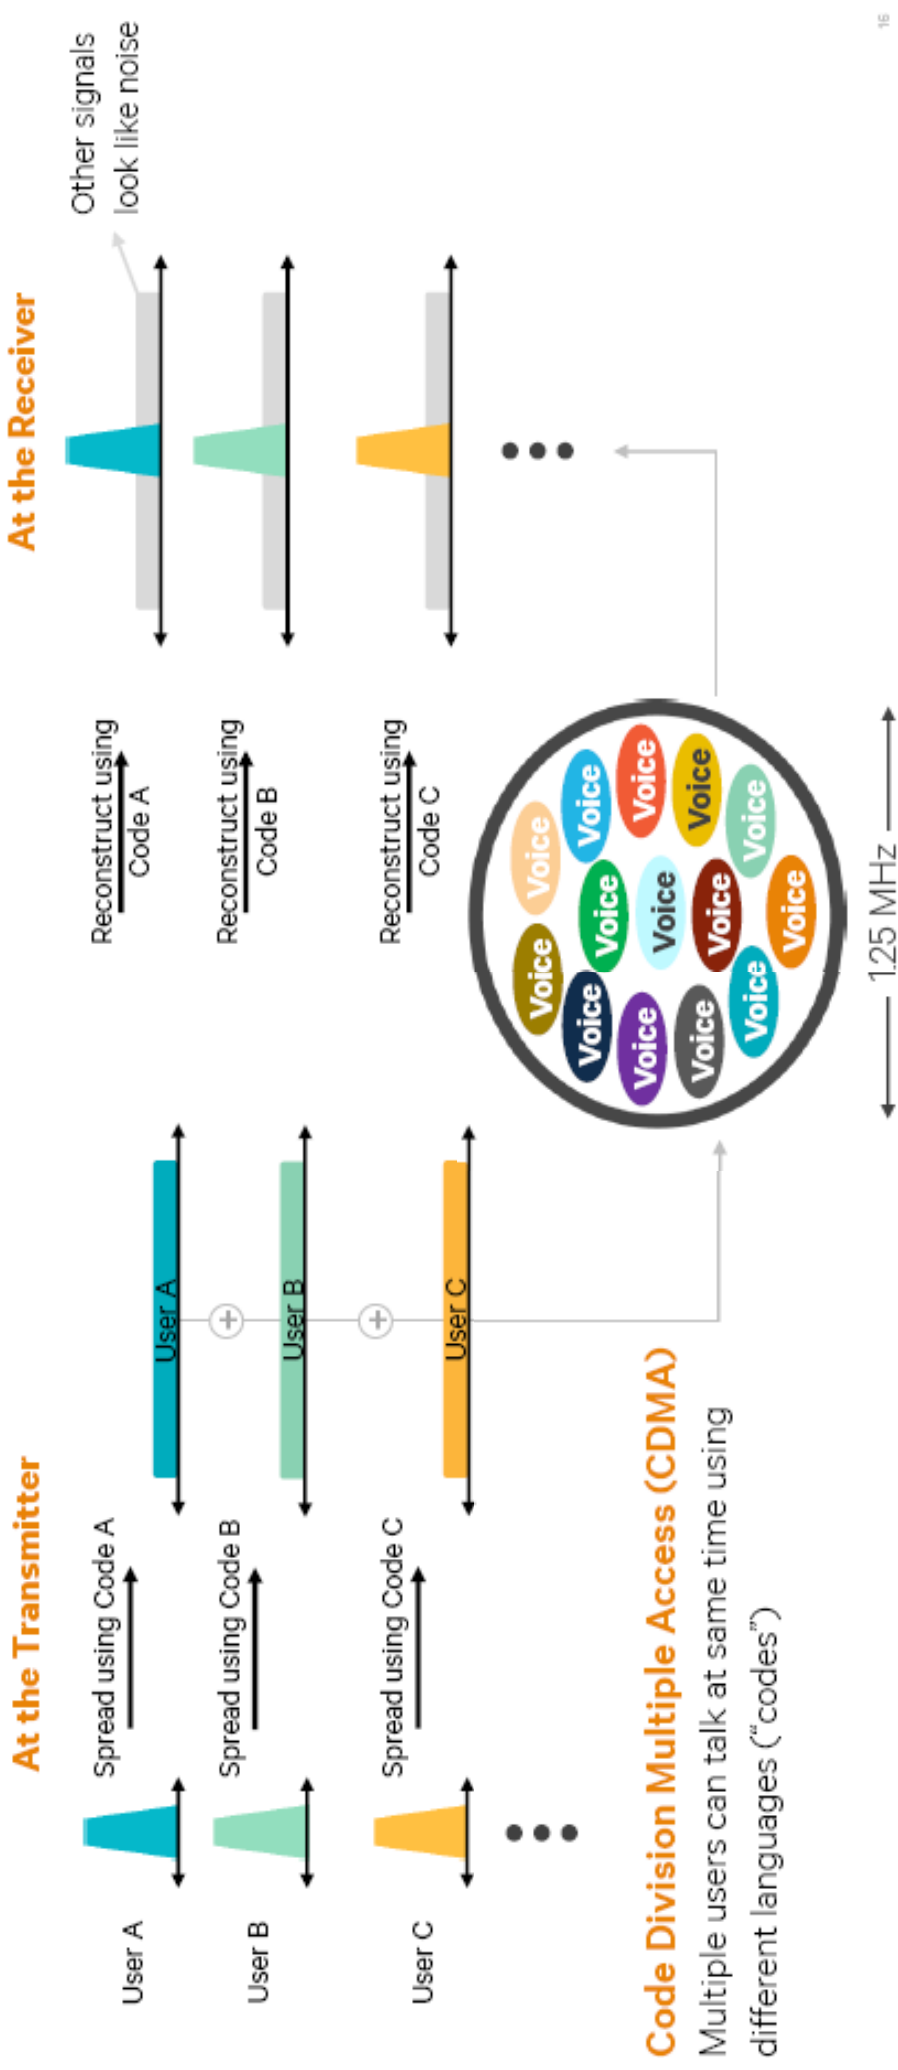 At the Transmitter
At the Receiver
User A
Spread using Code A
User A
Reconstruct using
Code A
Other signals
look like noise
User B
Spread using Code B
User B
Reconstruct using
Code B
User C
Spread using Code C
User C
Reconstruct using
Code C
+
+
Code Division Multiple Access (CDMA)
Multiple users can talk at same time using
different languages (“codes”)
Voice
Voice
Voice
Voice
Voice
Voice
Voice
Voice
Voice
Voice
Voice
Voice
Voice
Voice
1.25 MHz
16